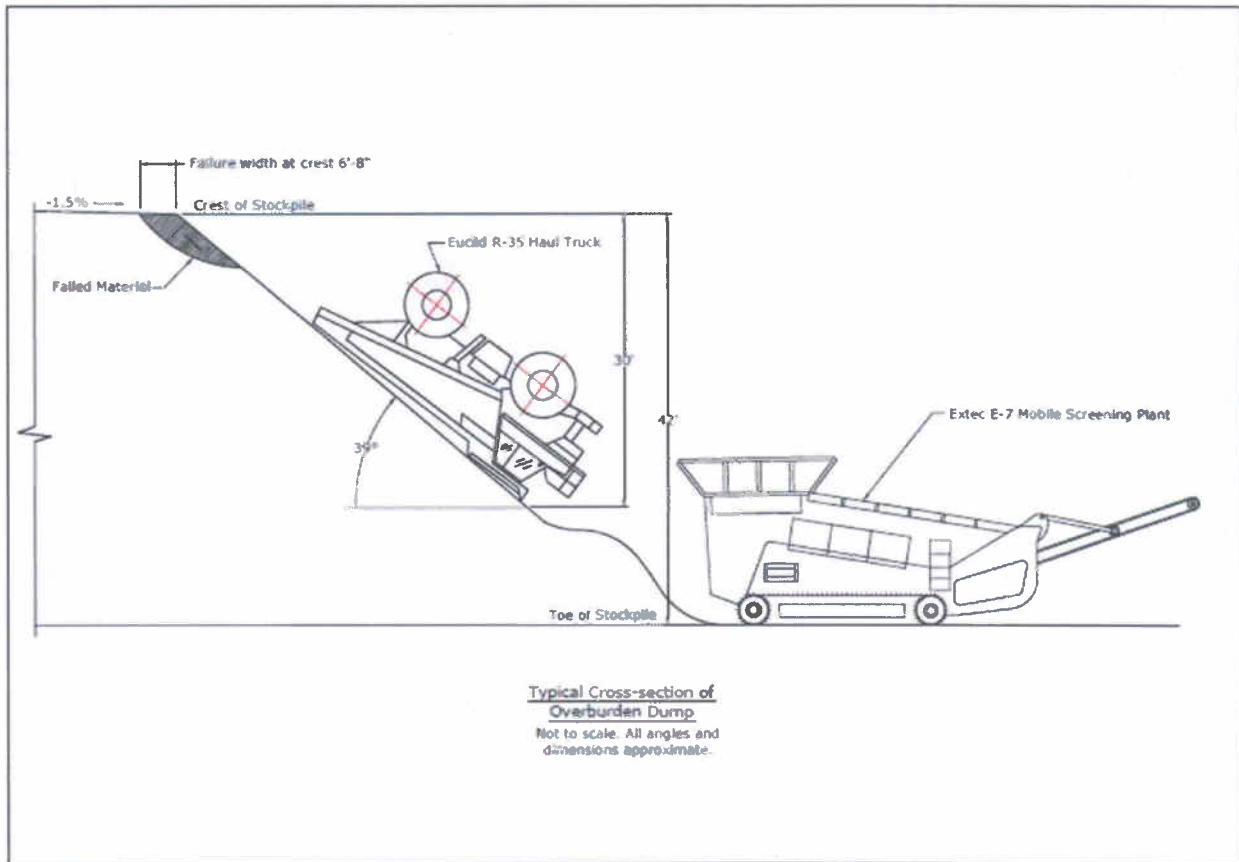 Failure width at crest 6'-8"
-1.5%
Crest of Stockpile
Eucild R-35 Haul Truck
Failed Material
30'
42'
Extec E-7 Mobile Screening Plant
39°
Toe of Stockpile
Typical Cross-section of
Overburden Dump
Not to scale. All angles and
dimensions approximate.